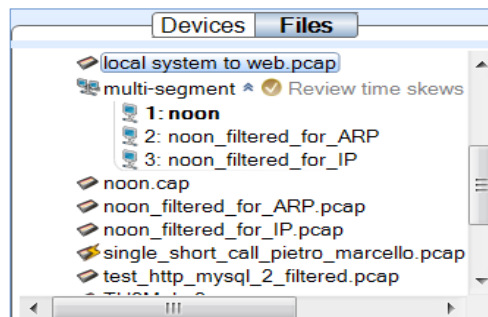 Devices Files
local system to web.pcap
multi-segment Review time skews
1: noon
2: noon_filtered_for_ARP
3: noon_filtered_for_IP
noon.cap
noon_filtered_for_ARP.pcap
noon_filtered_for_IP.pcap
single_short_call_pietro_marcello.pcap
test_http_mysql_2_filtered.pcap